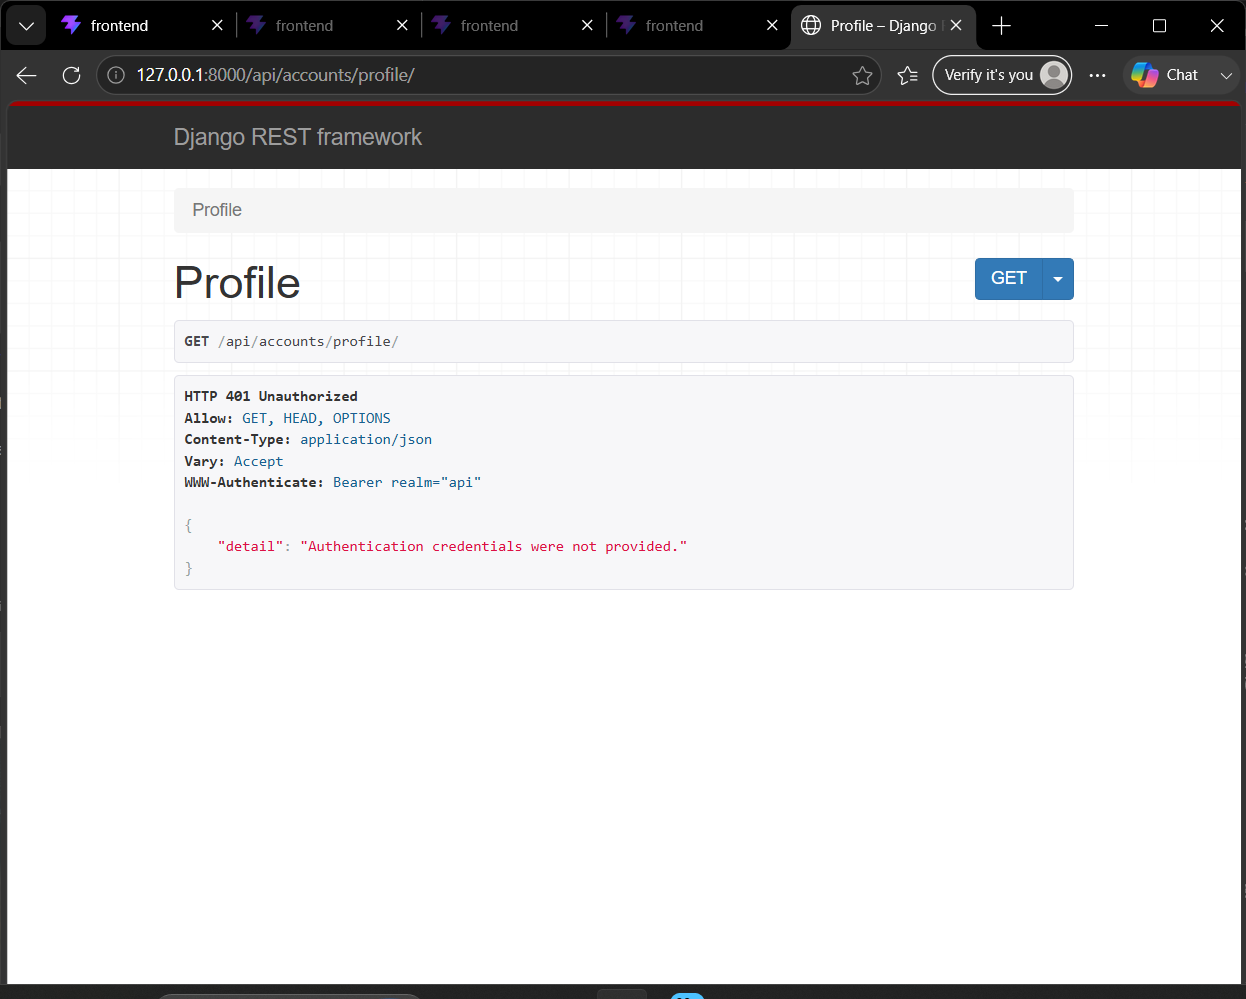 frontend
frontend
frontend
frontend
Profile – Django
127.0.0.1:8000/api/accounts/profile/
Verify it's you
Chat
Django REST framework
Profile
Profile
GET
GET /api/accounts/profile/
HTTP 401 Unauthorized
Allow: GET, HEAD, OPTIONS
Content-Type: application/json
Vary: Accept
WWW-Authenticate: Bearer realm="api"
{
"detail": "Authentication credentials were not provided."
}